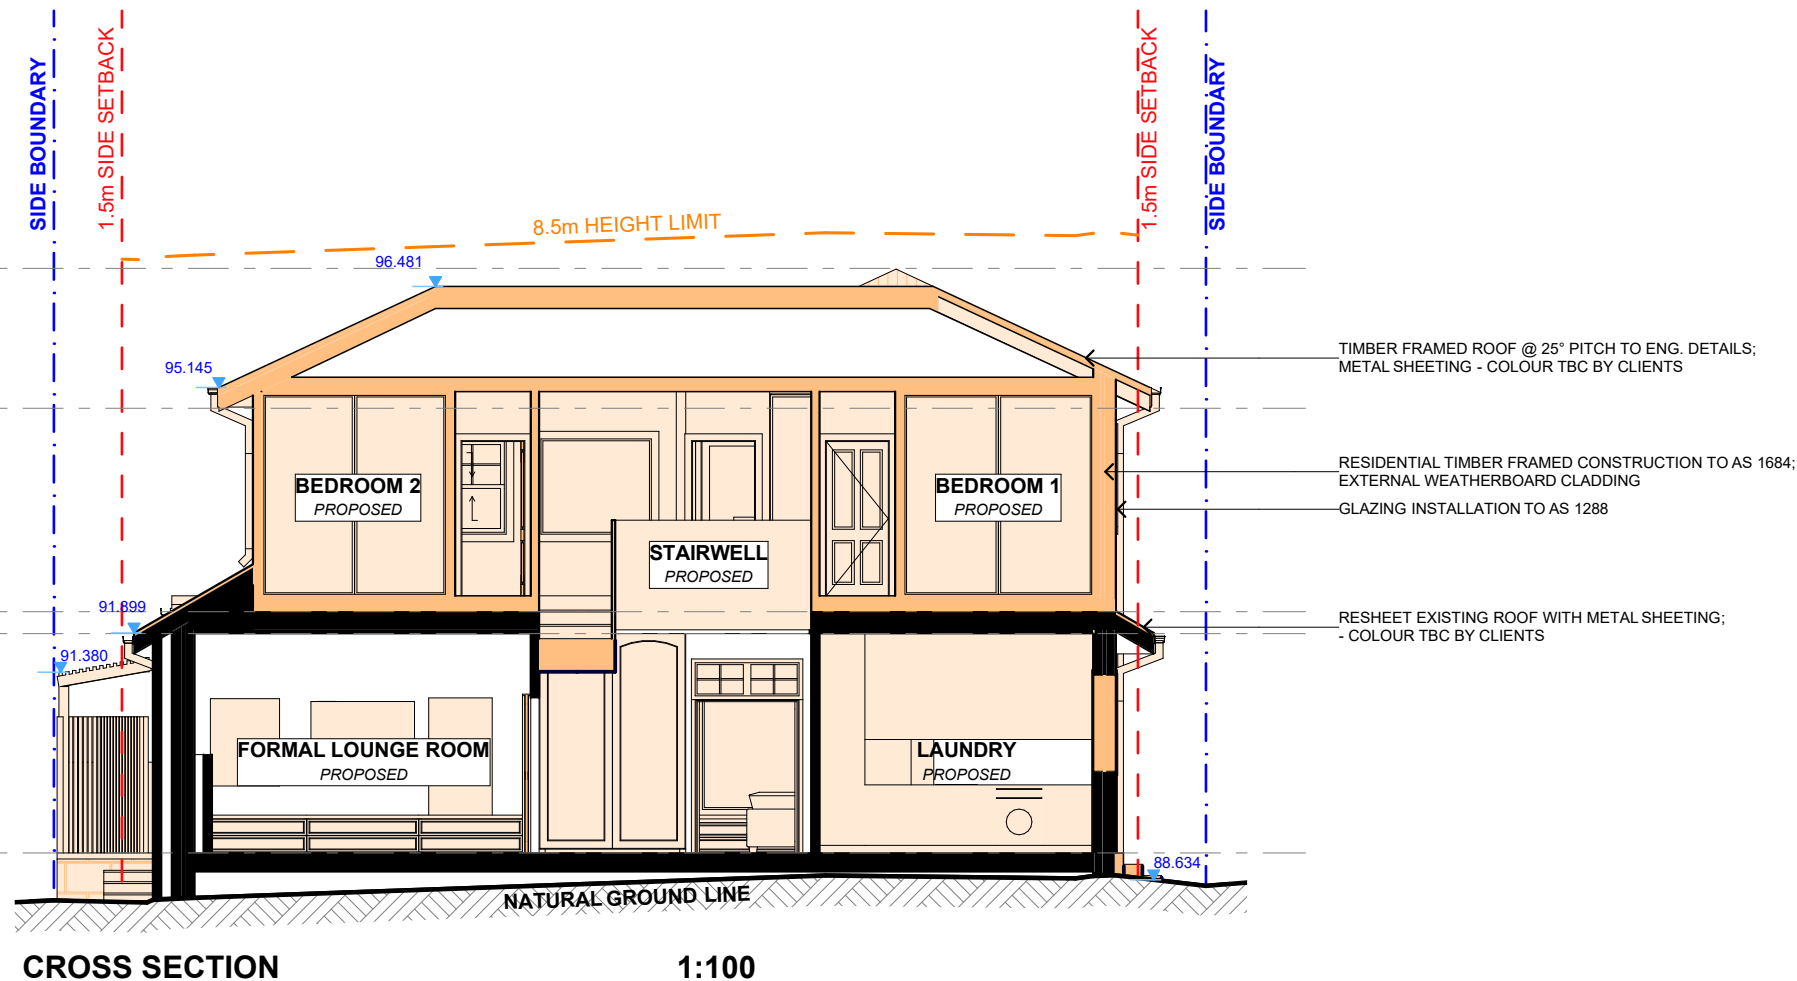 SIDE BOUNDARY
1.5m SIDE SETBACK
1.5m SIDE SETBACK
SIDE BOUNDARY
8.5m HEIGHT LIMIT
96.481
95.145
TIMBER FRAMED ROOF @ 25° PITCH TO ENG. DETAILS;
METAL SHEETING - COLOUR TBC BY CLIENTS
RESIDENTIAL TIMBER FRAMED CONSTRUCTION TO AS 1684;
EXTERNAL WEATHERBOARD CLADDING
GLAZING INSTALLATION TO AS 1288
BEDROOM 2
PROPOSED
BEDROOM 1
PROPOSED
STAIRWELL
PROPOSED
91.899
RESHEET EXISTING ROOF WITH METAL SHEETING;
- COLOUR TBC BY CLIENTS
91.380
FORMAL LOUNGE ROOM
PROPOSED
LAUNDRY
PROPOSED
88.634
NATURAL GROUND LINE
CROSS SECTION
1:100